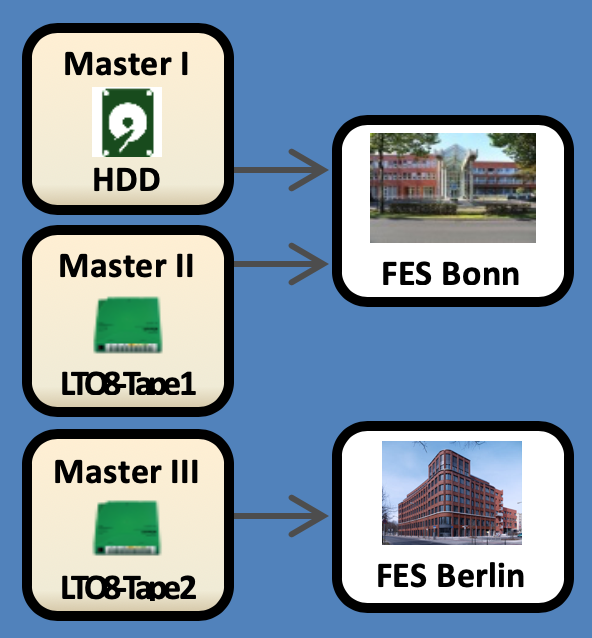 Master I
HDD
Master II
LTO8-Tape1
Master III
LTO8-Tape2
FES Bonn
FES Berlin